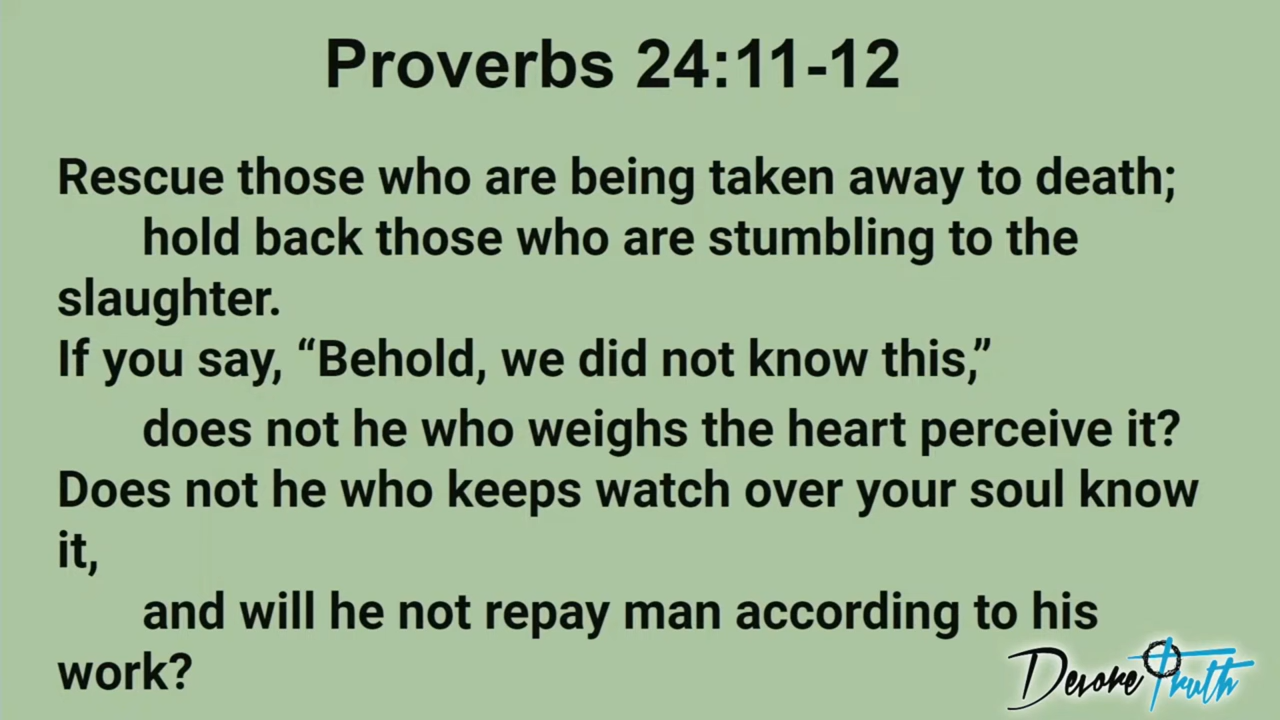 Proverbs 24:11-12
Rescue those who are being taken away to death;
hold back those who are stumbling to the
slaughter.
If you say, “Behold, we did not know this,”
does not he who weighs the heart perceive it?
Does not he who keeps watch over your soul know
it,
and will he not repay man according to his
work?
Devore Truth